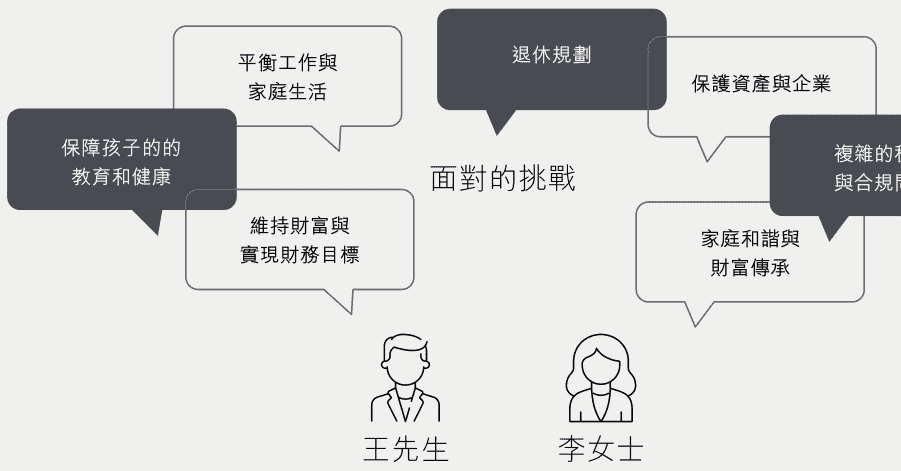 平衡工作與
家庭生活
保障孩子的的
教育和健康
維持財富與
實現財務目標
退休規劃
保護資產與企業
複雜的
與合規
家庭和諧與
財富傳承
面對的挑戰
王先生
李女士